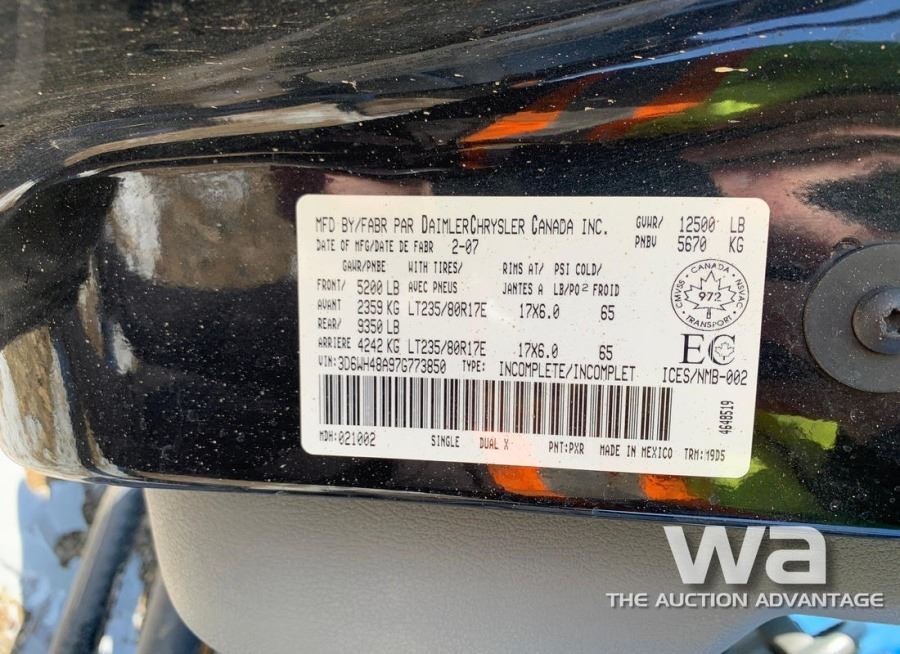 MFD BY/FABR PAR DAIMLERCHRYSLER CANADA INC. GVWR/ 12500 LB
DATE OF MFG/DATE DE FABR 2-07 PNBV 5670 KG
GAWR/PNBE WITH TIRES/ RIMS AT/ PSI COLD/
FRONT/ 5200 LB AVEC PNEUS JANTES A LB/PO² FROID
AVANT 2359 KG LT235/80R17E 17X6.0 65
REAR/ 9350 LB
ARRIERE 4242 KG LT235/80R17E 17X6.0 65
VIN:3D6WH48A97G773850 TYPE: INCOMPLETE/INCOMPLET
CANADA
CMVSS 972 NSVAC
TRANSPORT
EC
ICES/NMB-002
4648519
MDH:021002 SINGLE DUAL X PNT:PXR MADE IN MEXICO TRM:M9D5
wa
THE AUCTION ADVANTAGE